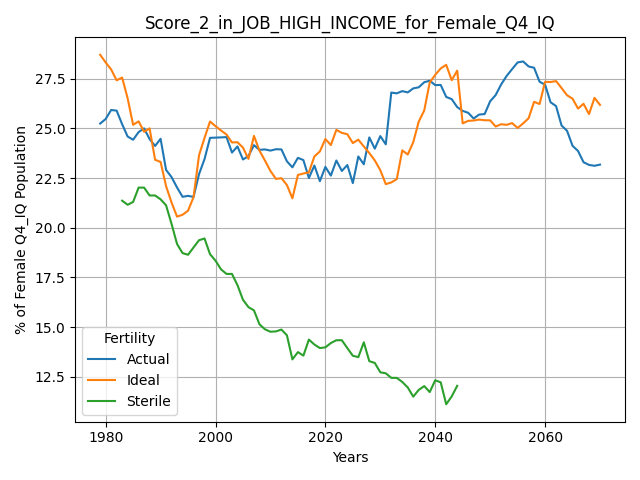 Score_2_in_JOB_HIGH_INCOME_for_Female_Q4_IQ
% of Female Q4_IQ Population
27.5
25.0
22.5
20.0
17.5
15.0
12.5
Fertility
Actual
Ideal
Sterile
1980
2000
2020
2040
2060
Years